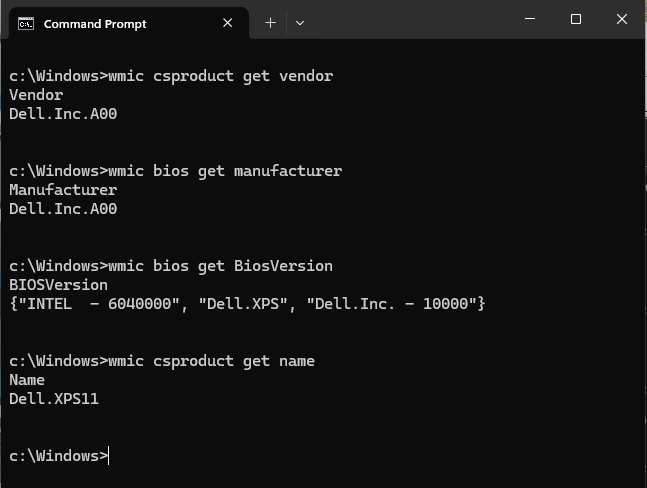 Command Prompt
c:\Windows>wmic csproduct get vendor
Vendor
Dell.Inc.A00
c:\Windows>wmic bios get manufacturer
Manufacturer
Dell.Inc.A00
c:\Windows>wmic bios get BiosVersion
BIOSVersion
{"INTEL  - 6040000", "Dell.XPS", "Dell.Inc. - 10000"}
c:\Windows>wmic csproduct get name
Name
Dell.XPS11
c:\Windows>